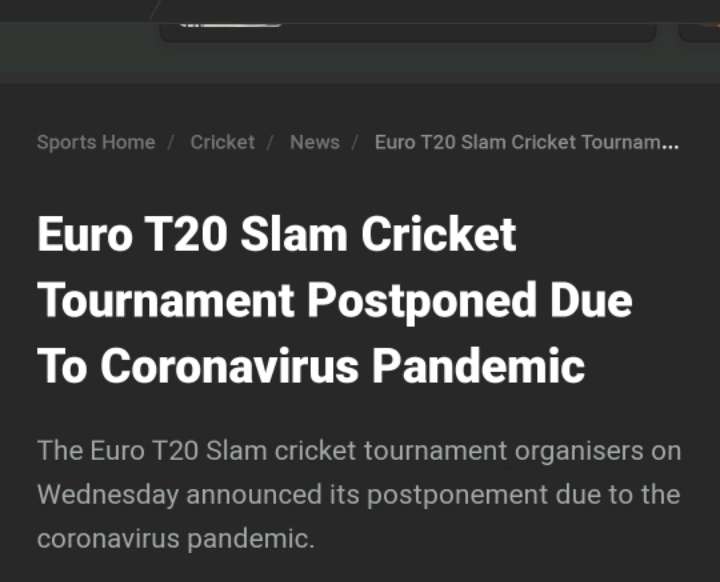 Sports Home / Cricket / News / Euro T20 Slam Cricket Tournam...
Euro T20 Slam Cricket
Tournament Postponed Due
To Coronavirus Pandemic
The Euro T20 Slam cricket tournament organisers on
Wednesday announced its postponement due to the
coronavirus pandemic.